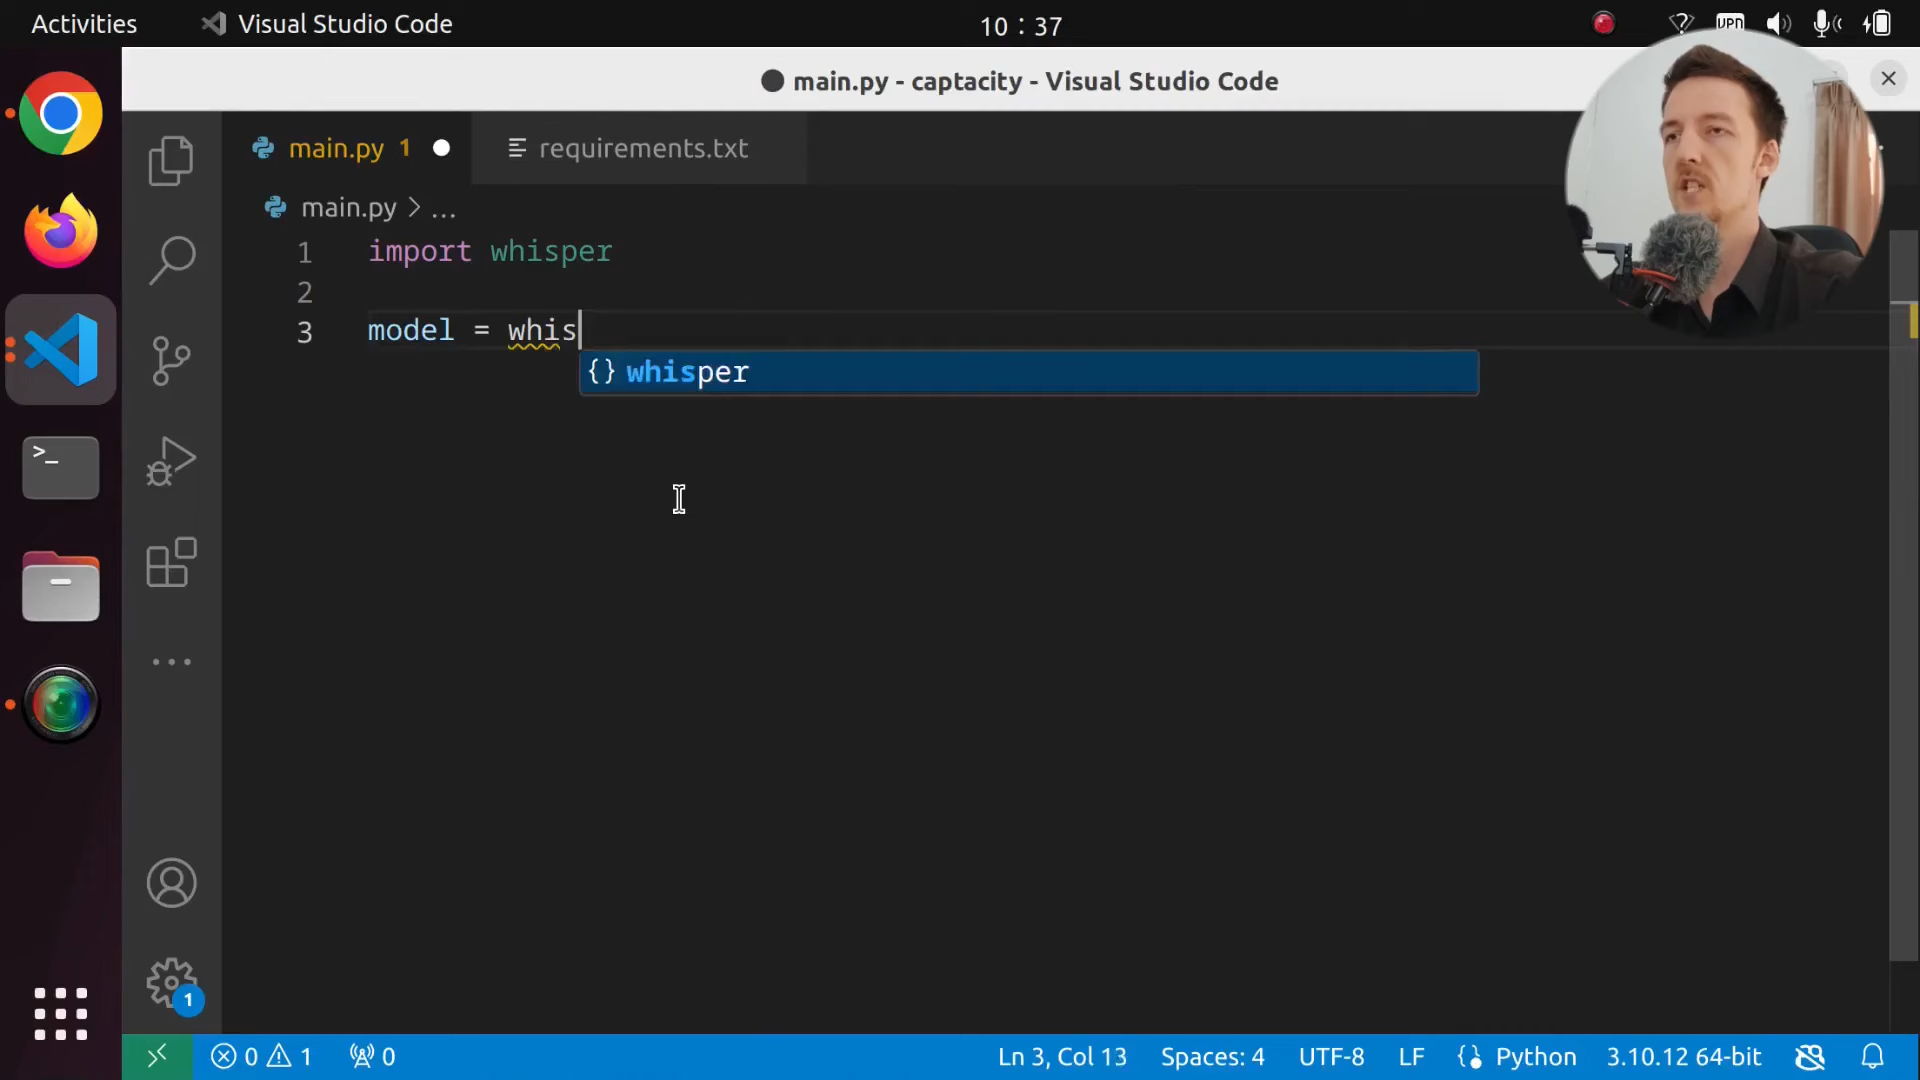 Activities
Visual Studio Code
10 : 37
VPN
main.py - captacity - Visual Studio Code
main.py 1
requirements.txt
main.py > ...
1 import whisper
2
3 model = whis
{} whisper
>_
1
0 1 0
Ln 3, Col 13
Spaces: 4
UTF-8
LF
Python
3.10.12 64-bit